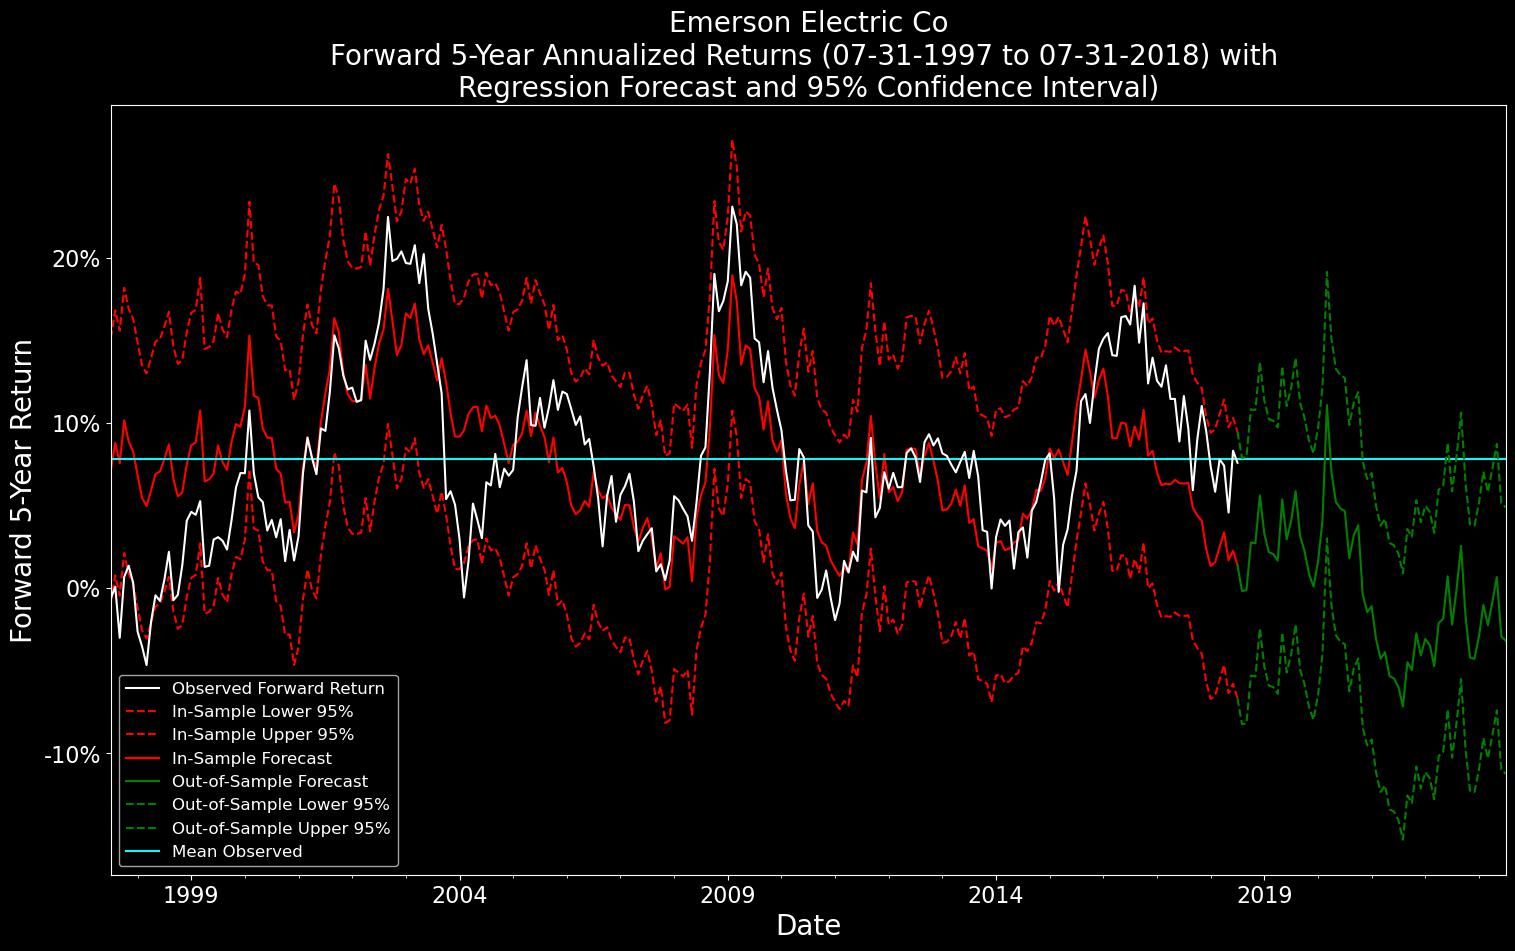 Emerson Electric Co
Forward 5-Year Annualized Returns (07-31-1997 to 07-31-2018) with
Regression Forecast and 95% Confidence Interval)
Forward 5-Year Return
20%
10%
0%
-10%
Observed Forward Return
In-Sample Lower 95%
In-Sample Upper 95%
In-Sample Forecast
Out-of-Sample Forecast
Out-of-Sample Lower 95%
Out-of-Sample Upper 95%
Mean Observed
1999
2004
2009
2014
2019
Date